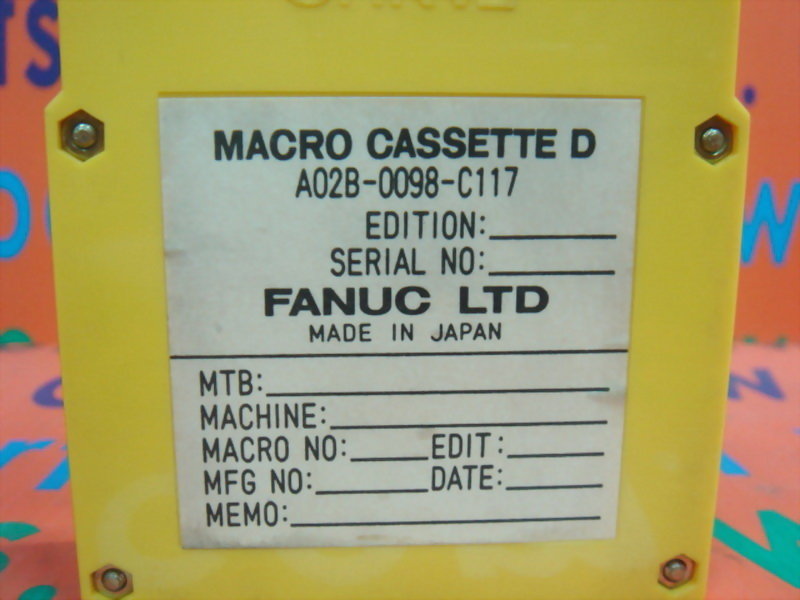 MACRO CASSETTE D
A02B-0098-C117
EDITION:
SERIAL NO:
FANUC LTD
MADE IN JAPAN
MTB:
MACHINE:
MACRO NO: EDIT:
MFG NO: DATE:
MEMO: